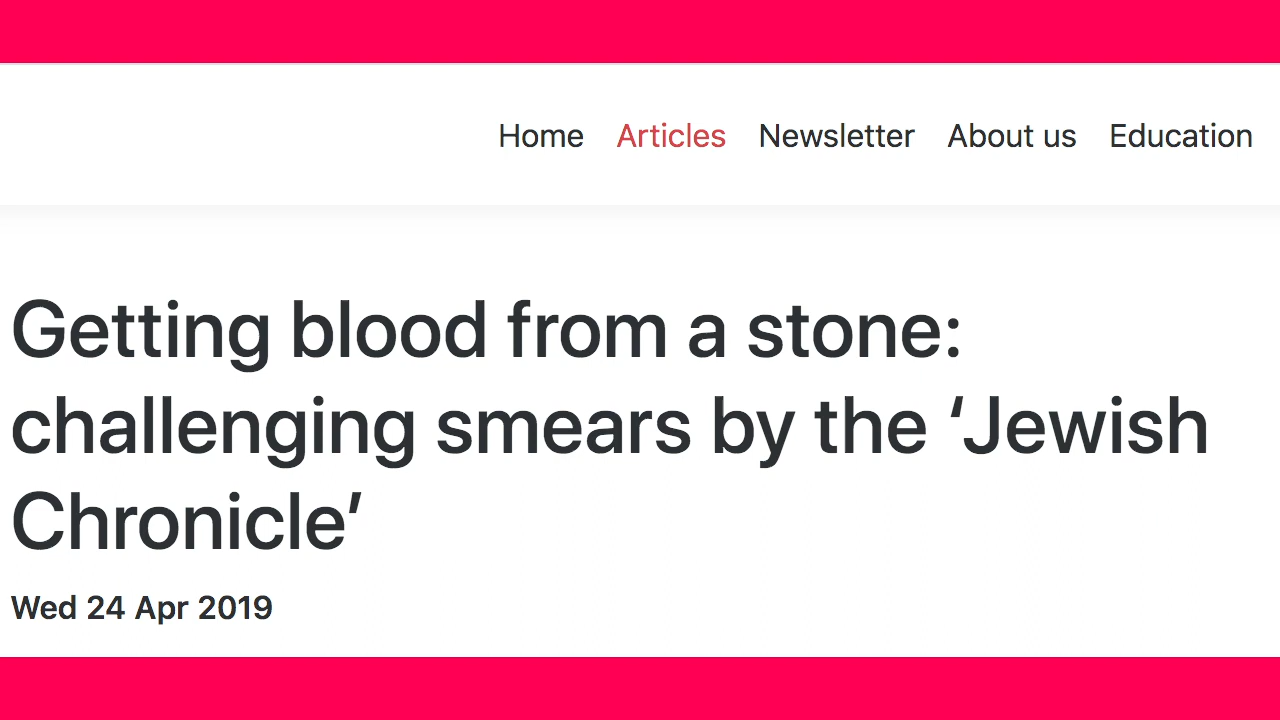 Home Articles Newsletter About us Education
Getting blood from a stone:
challenging smears by the ‘Jewish
Chronicle’
Wed 24 Apr 2019